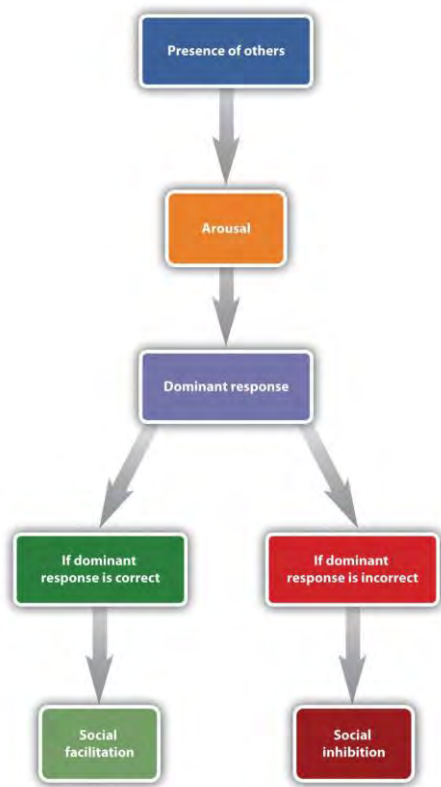 Presence of others
Arousal
Dominant response
If dominant
response is correct
If dominant
response is incorrect
Social
facilitation
Social
inhibition